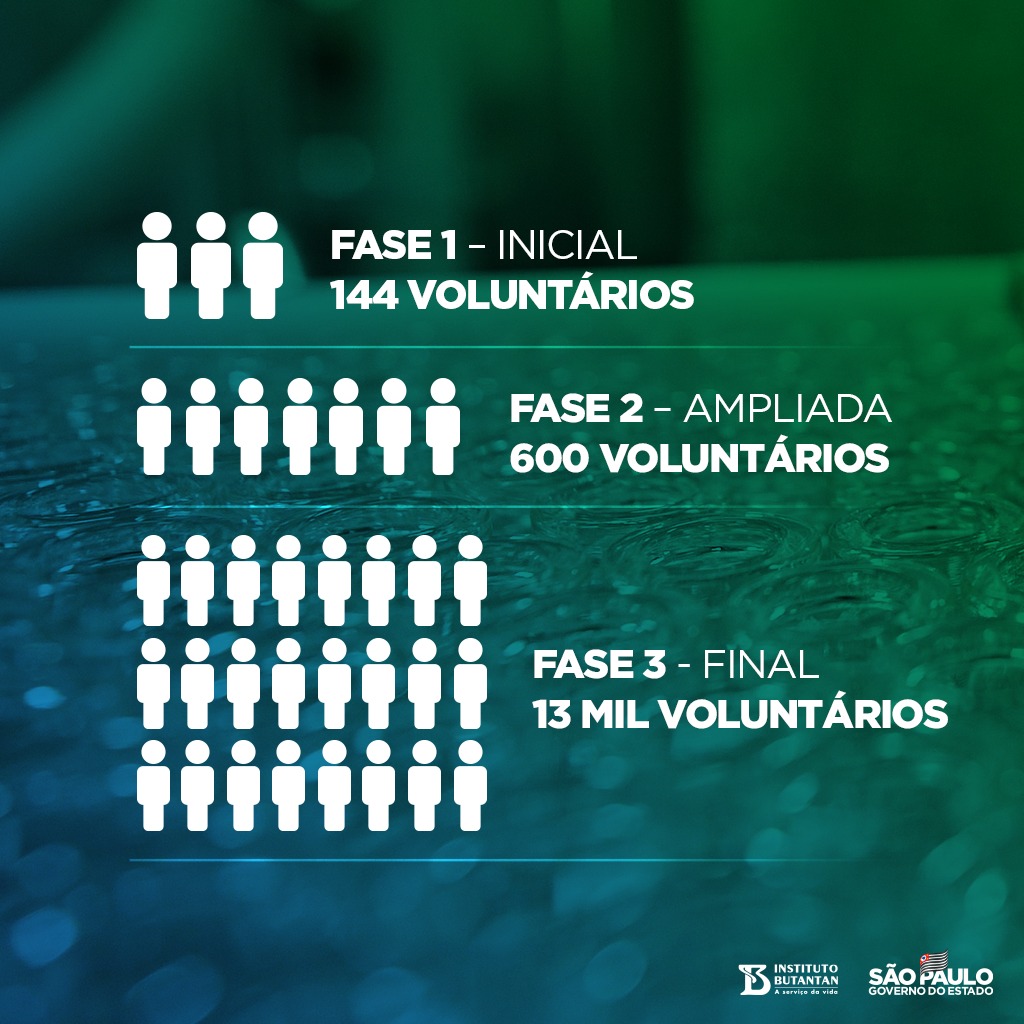 FASE 1 – INICIAL
144 VOLUNTÁRIOS
FASE 2 – AMPLIADA
600 VOLUNTÁRIOS
FASE 3 - FINAL
13 MIL VOLUNTÁRIOS
INSTITUTO
BUTANTAN
A serviço da vida
SÃO PAULO
GOVERNO DO ESTADO